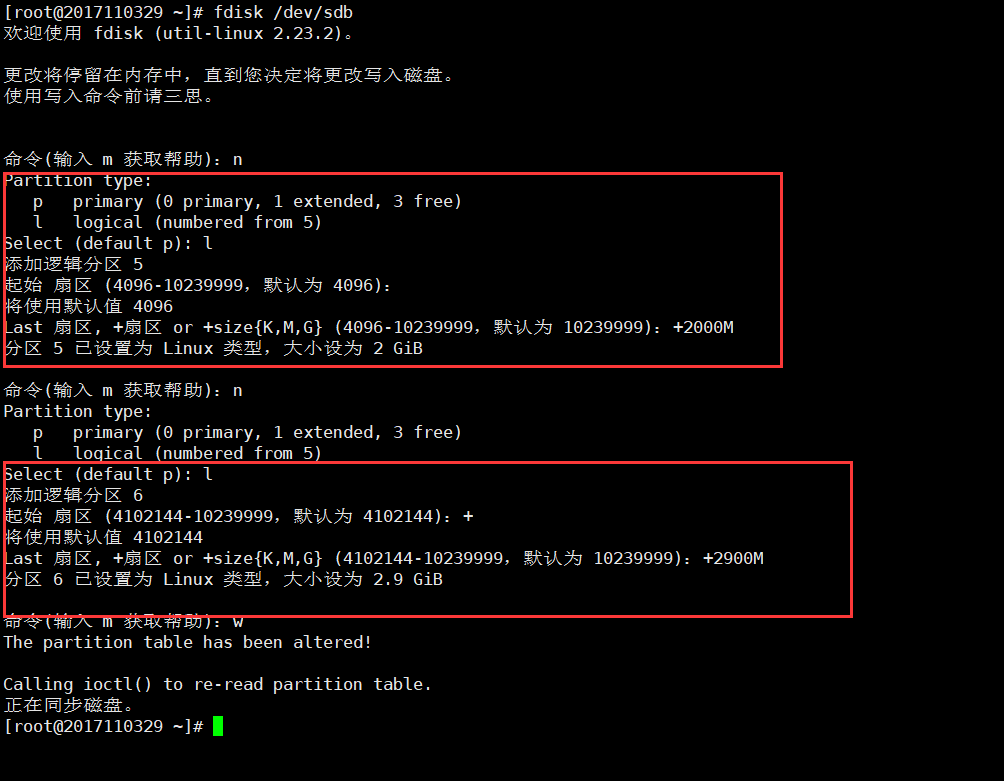 [root@2017110329 ~]# fdisk /dev/sdb
欢迎使用 fdisk (util-linux 2.23.2)。
更改将停留在内存中，直到您决定将更改写入磁盘。
使用写入命令前请三思。
命令(输入 m 获取帮助)：n
Partition type:
   p   primary (0 primary, 1 extended, 3 free)
   l   logical (numbered from 5)
Select (default p): l
添加逻辑分区 5
起始 扇区 (4096-10239999，默认为 4096)：
将使用默认值 4096
Last 扇区, +扇区 or +size{K,M,G} (4096-10239999，默认为 10239999)：+2000M
分区 5 已设置为 Linux 类型，大小设为 2 GiB
命令(输入 m 获取帮助)：n
Partition type:
   p   primary (0 primary, 1 extended, 3 free)
   l   logical (numbered from 5)
Select (default p): l
添加逻辑分区 6
起始 扇区 (4102144-10239999，默认为 4102144)：+
将使用默认值 4102144
Last 扇区, +扇区 or +size{K,M,G} (4102144-10239999，默认为 10239999)：+2900M
分区 6 已设置为 Linux 类型，大小设为 2.9 GiB
命令(输入 m 获取帮助)：w
The partition table has been altered!
Calling ioctl() to re-read partition table.
正在同步磁盘。
[root@2017110329 ~]#